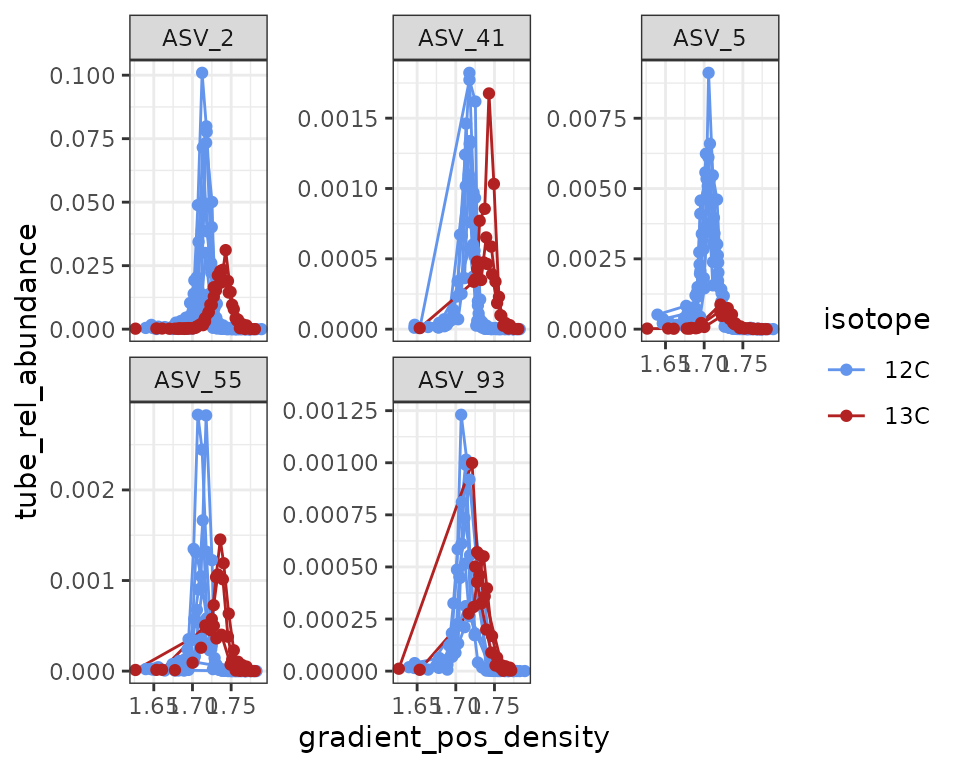 ASV_2 ASV_41 ASV_5
0.100
0.075
0.050
0.025
0.000
0.0015
0.0010
0.0005
0.0000
0.0075
0.0050
0.0025
0.0000
1.65 1.70 1.75
tube_rel_abundance
isotope
12C
13C
ASV_55 ASV_93
0.002
0.001
0.000
0.00125
0.00100
0.00075
0.00050
0.00025
0.00000
1.65 1.70 1.75 1.65 1.70 1.75
gradient_pos_density